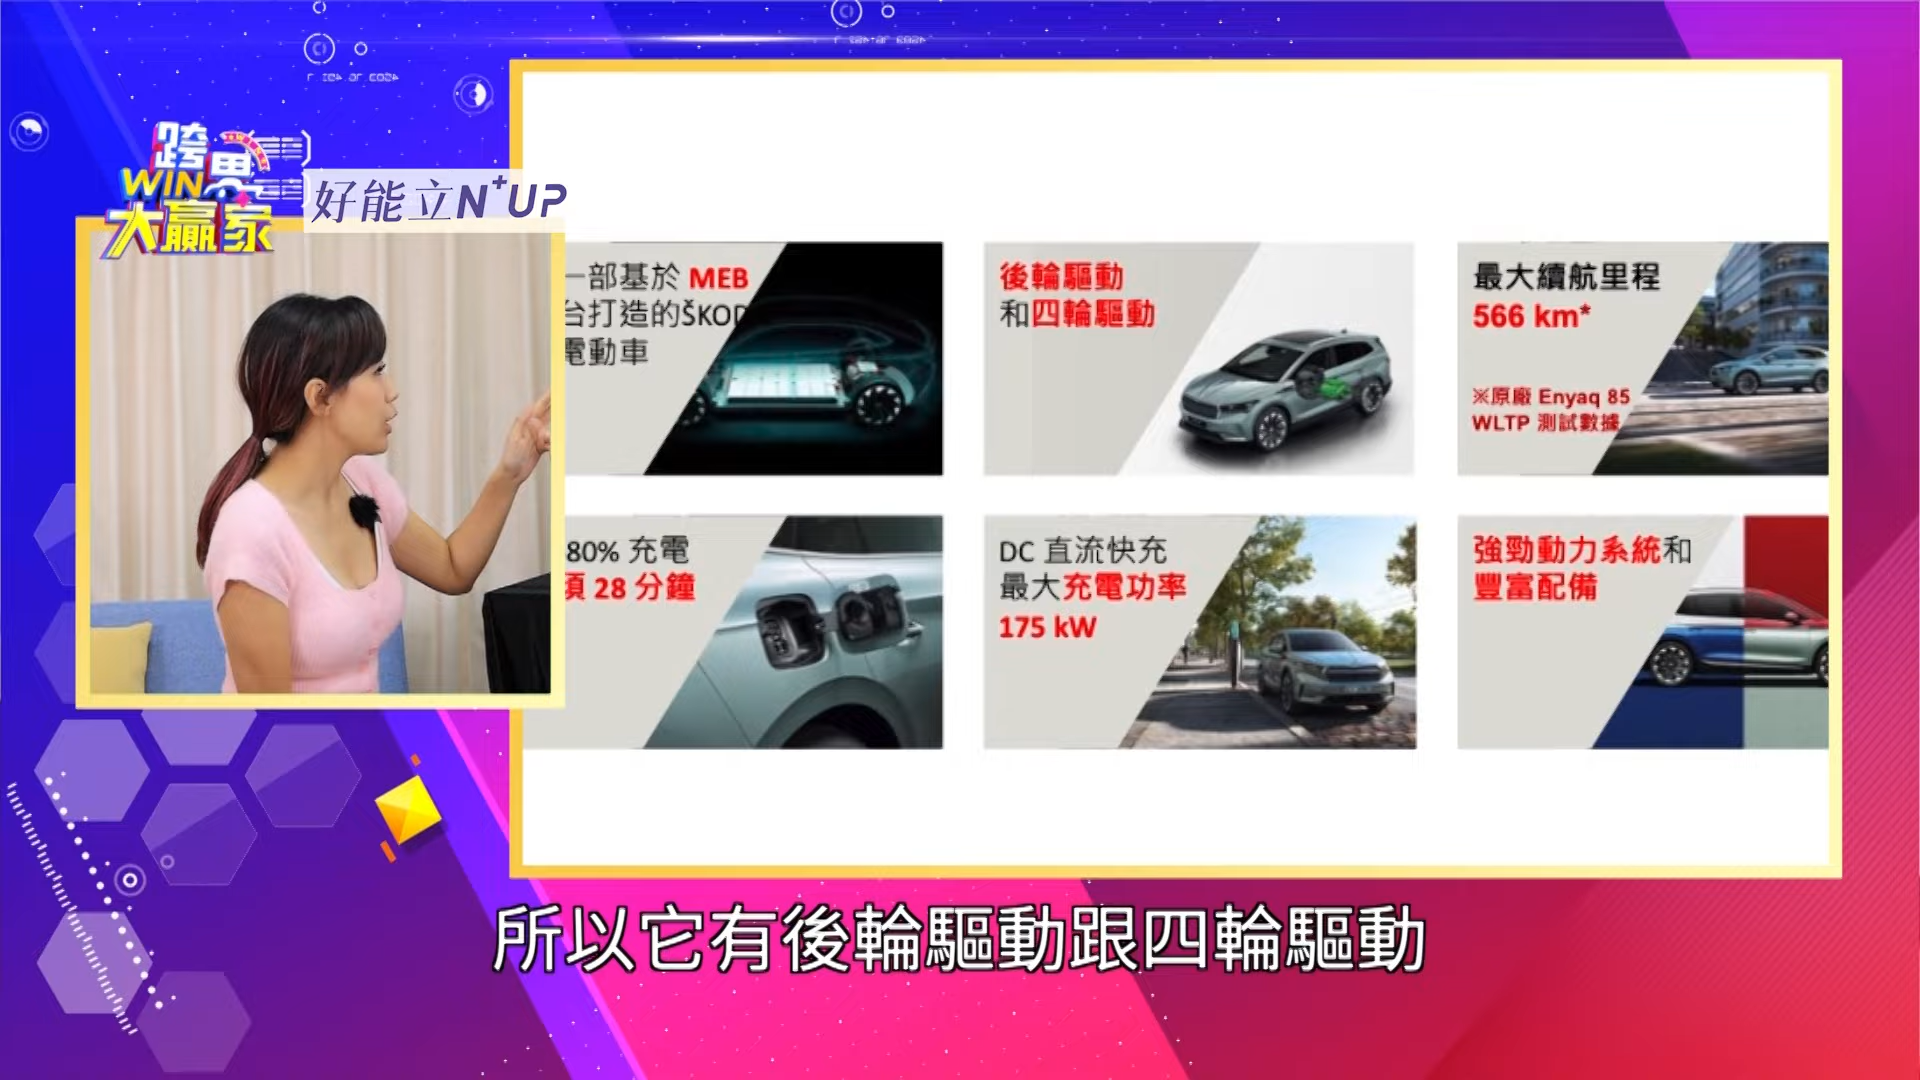 跨界
WIN
大贏家
好能立N+UP
一部基於 MEB
台打造的ŠKOD
電動車
後輪驅動
和四輪驅動
最大續航里程
566 km*
※原廠 Enyaq 85
WLTP 測試數據
80% 充電
須 28 分鐘
DC 直流快充
最大充電功率
175 kW
強勁動力系統和
豐富配備
所以它有後輪驅動跟四輪驅動